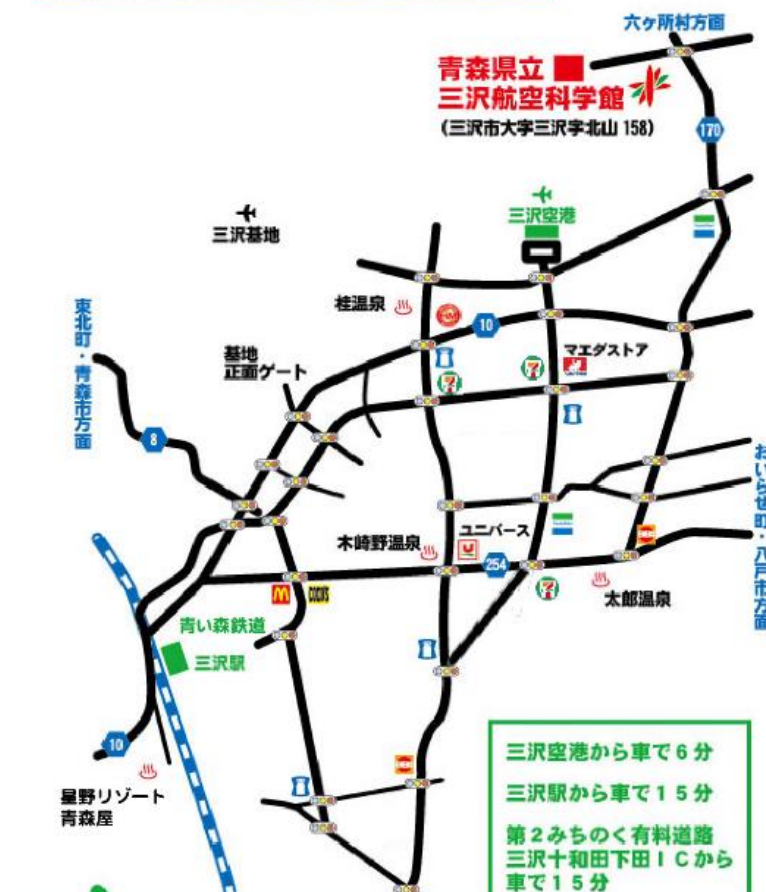 六ヶ所村方面
青森県立
三沢航空科学館
(三沢市大字三沢字北山 158)
170
三沢空港
三沢基地
桂温泉
10
マエダストア
基地
正面ゲート
東北町・青森市方面
8
おいらせ町・八戸市方面
木崎野温泉
ユニバース
254
太郎温泉
青い森鉄道
三沢駅
10
星野リゾート
青森屋
三沢空港から車で6分
三沢駅から車で15分
第2みちのく有料道路
三沢十和田下田ICから
車で15分